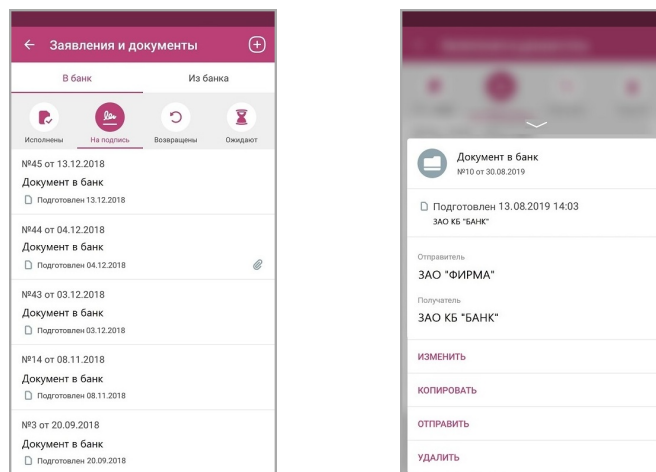 Заявления и документы
В банк
Из банка
Исполнены
На подпись
Возвращены
Ожидают
№45 от 13.12.2018
Документ в банк
Подготовлен 13.12.2018
№44 от 04.12.2018
Документ в банк
Подготовлен 04.12.2018
№43 от 03.12.2018
Документ в банк
Подготовлен 03.12.2018
№14 от 08.11.2018
Документ в банк
Подготовлен 08.11.2018
№3 от 20.09.2018
Документ в банк
Подготовлен 20.09.2018
Документ в банк
№10 от 30.08.2019
Подготовлен 13.08.2019 14:03
ЗАО КБ "БАНК"
Отправитель
ЗАО "ФИРМА"
Получатель
ЗАО КБ "БАНК"
ИЗМЕНИТЬ
КОПИРОВАТЬ
ОТПРАВИТЬ
УДАЛИТЬ